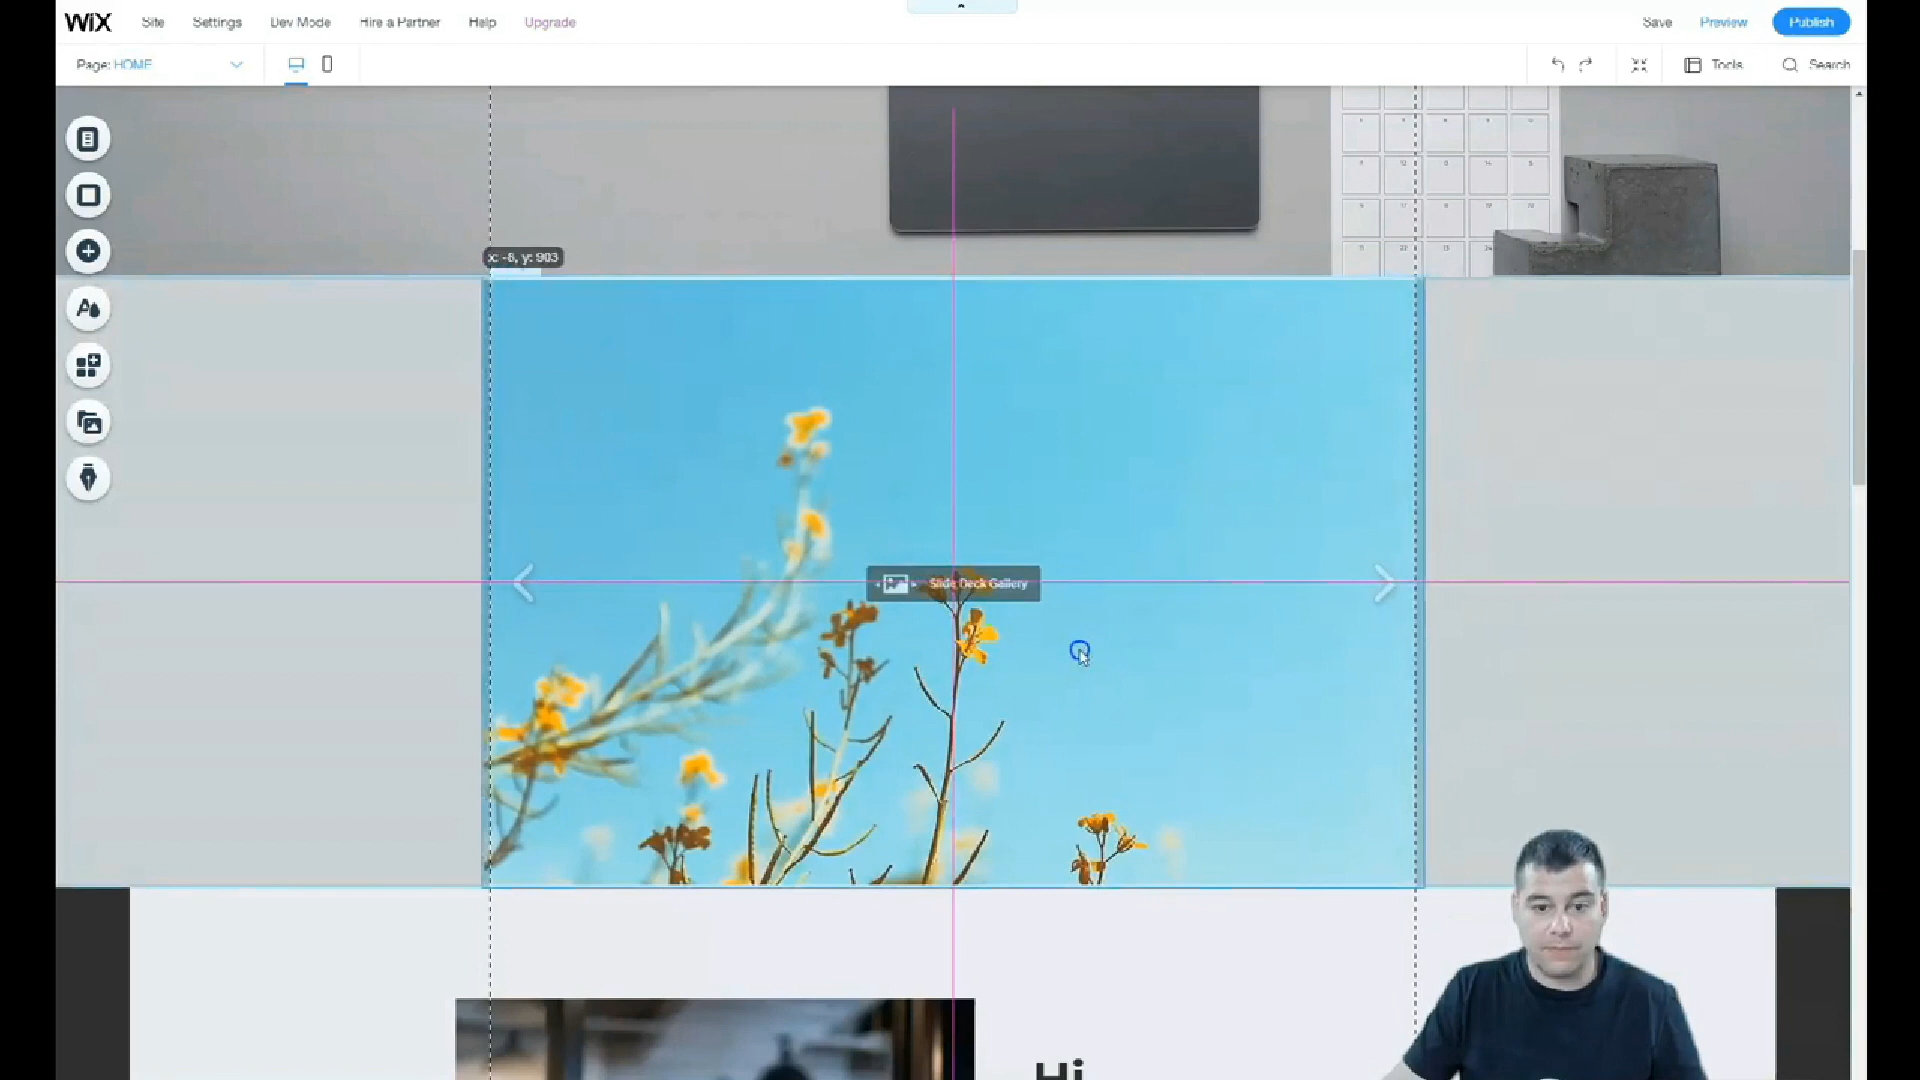 WiX Site Settings Dev Mode Hire a Partner Help Upgrade Save Preview Publish
Page: HOME Tools Search
x: -8, y: 903
Slide Deck Gallery
Hi